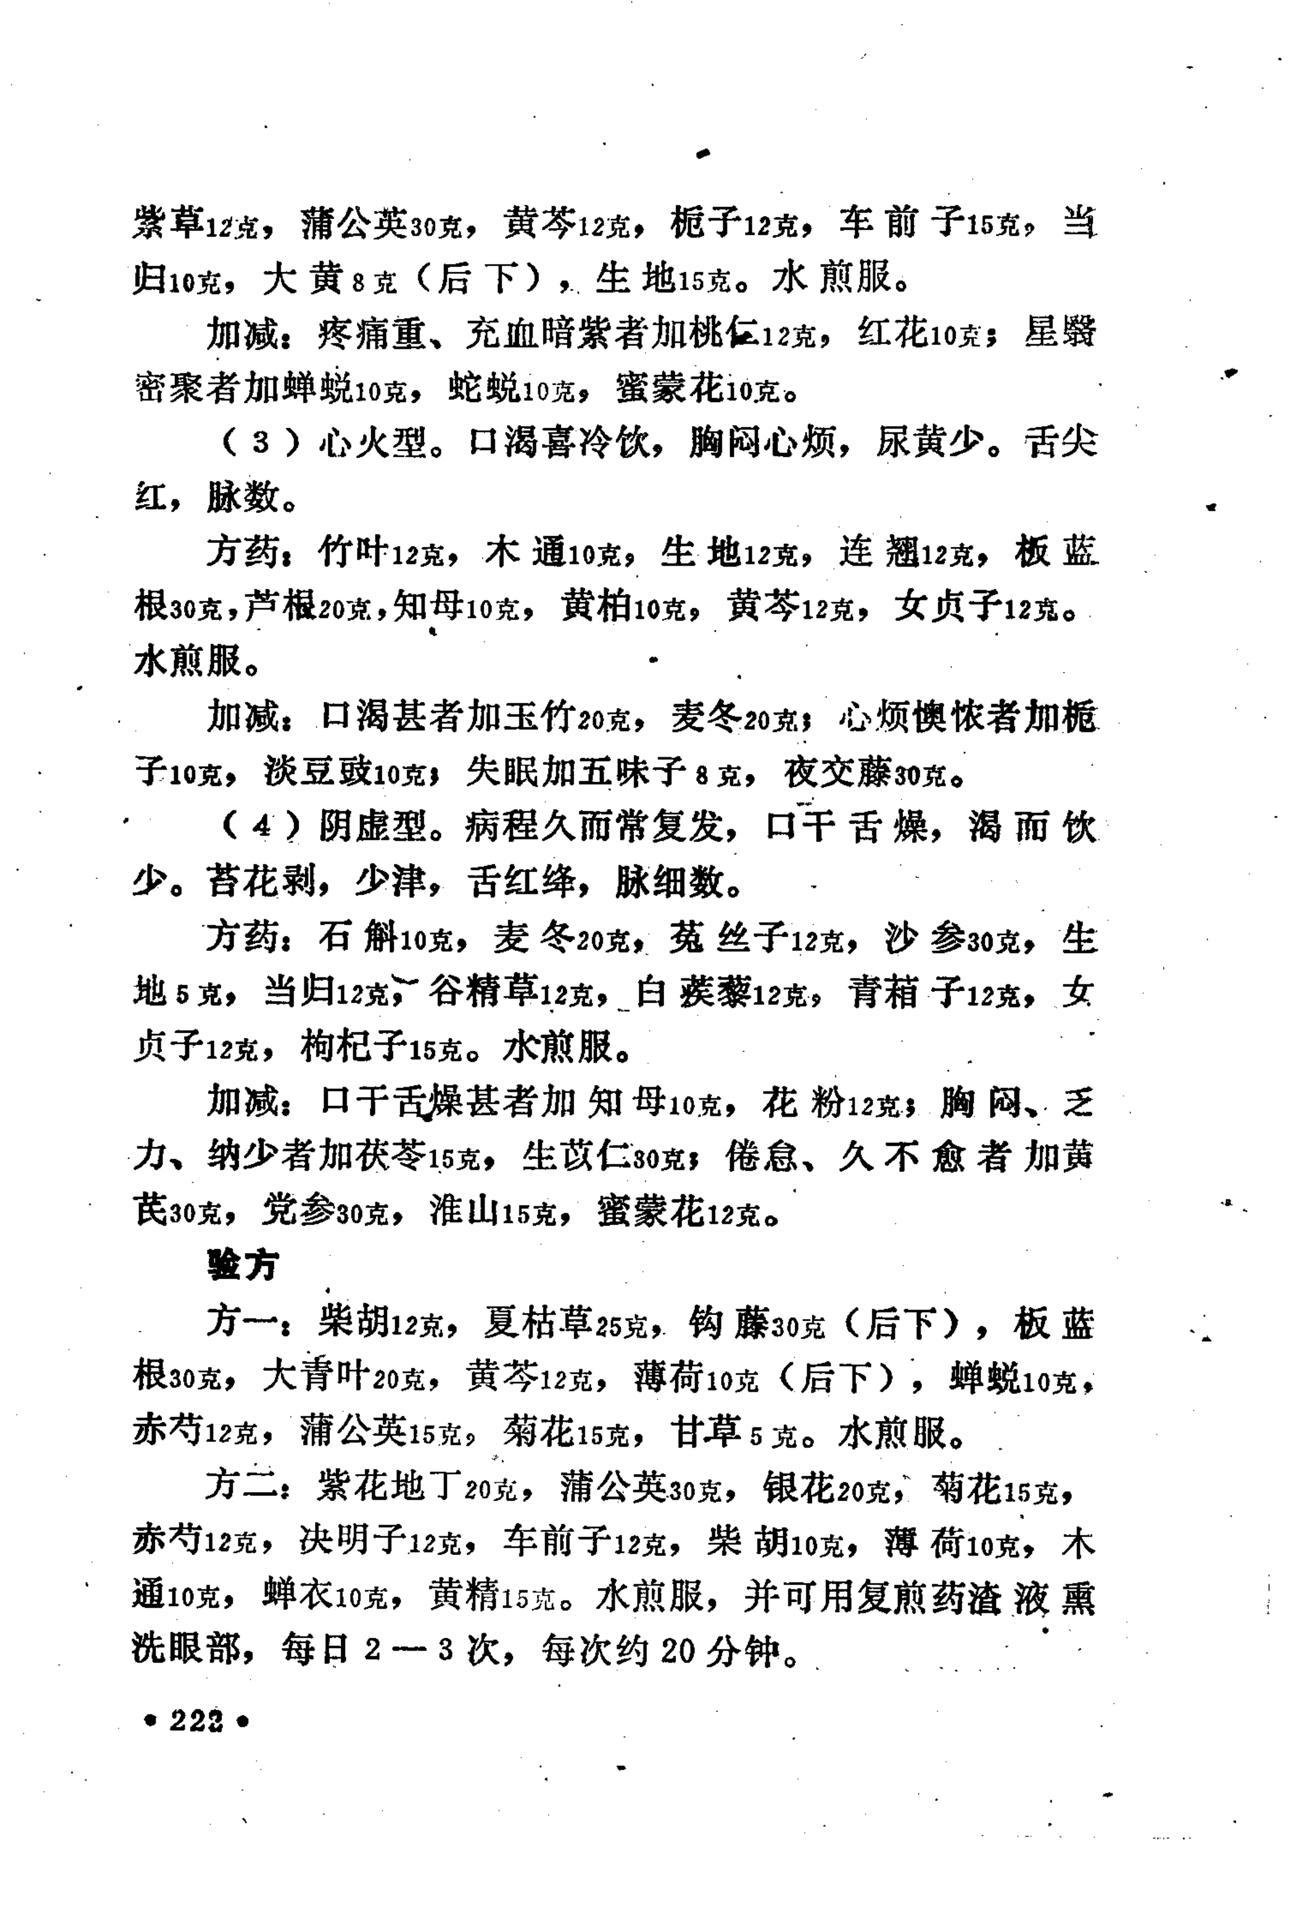 紫草12克，蒲公英30克，黄芩12克，栀子12克，车前子15克，当
归10克，大黄8克（后下），生地15克。水煎服。
加减：疼痛重、充血暗紫者加桃仁12克，红花10克；星翳
密聚者加蝉蜕10克，蛇蜕10克，蜜蒙花10克。
（3）心火型。口渴喜冷饮，胸闷心烦，尿黄少。舌尖
红，脉数。
方药：竹叶12克，木通10克，生地12克，连翘12克，板蓝
根30克，芦根20克，知母10克，黄柏10克，黄芩12克，女贞子12克。
水煎服。
加减：口渴甚者加玉竹20克，麦冬20克；心烦懊侬者加栀
子10克，淡豆豉10克；失眠加五味子8克，夜交藤30克。
（4）阴虚型。病程久而常复发，口干舌燥，渴而饮
少。苔花剥，少津，舌红绛，脉细数。
方药：石斛10克，麦冬20克，菟丝子12克，沙参30克，生
地5克，当归12克，谷精草12克，白蒺藜12克，青葙子12克，女
贞子12克，枸杞子15克。水煎服。
加减：口干舌燥甚者加知母10克，花粉12克；胸闷、乏
力、纳少者加茯苓15克，生苡仁30克；倦怠、久不愈者加黄
芪30克，党参30克，淮山15克，蜜蒙花12克。
验方
方一：柴胡12克，夏枯草25克，钩藤30克（后下），板蓝
根30克，大青叶20克，黄芩12克，薄荷10克（后下），蝉蜕10克，
赤芍12克，蒲公英15克，菊花15克，甘草5克。水煎服。
方二：紫花地丁20克，蒲公英30克，银花20克，菊花15克，
赤芍12克，决明子12克，车前子12克，柴胡10克，薄荷10克，木
通10克，蝉衣10克，黄精15克。水煎服，并可用复煎药渣液熏
洗眼部，每日2—3次，每次约20分钟。
•222•